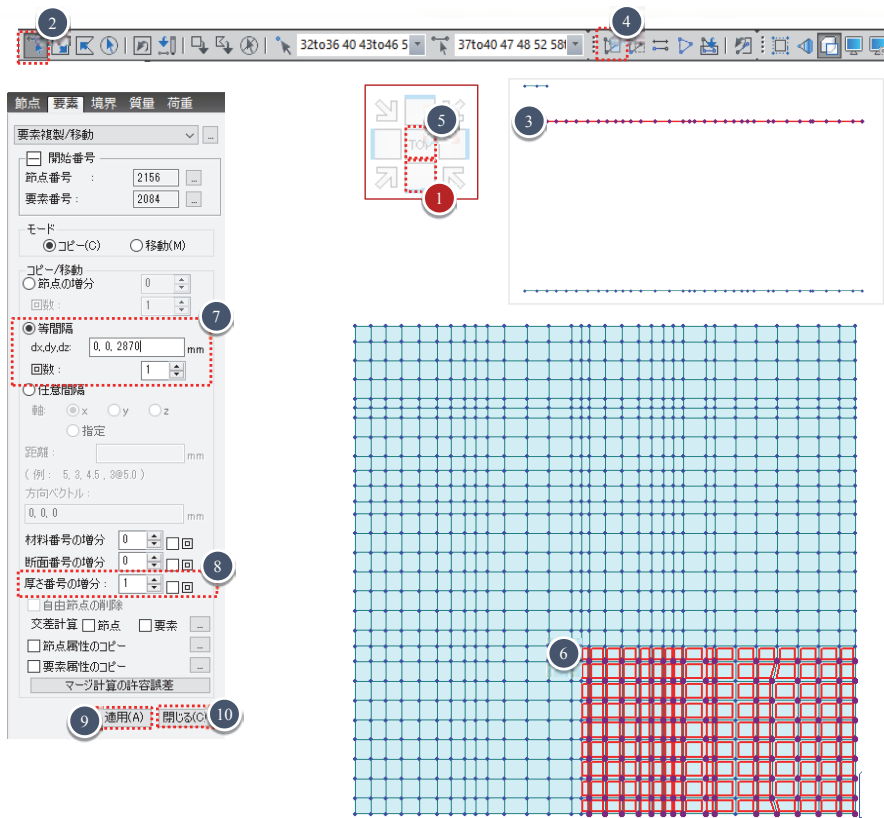 2
4
32to36 40 43to46 5
37to40 47 48 52 58t
節点 要素 境界 質量 荷重
要素複製/移動
...
開始番号
節点番号 : 2156 ...
要素番号 : 2084 ...
モード
コピー(C) 移動(M)
コピー/移動
節点の増分 0
回数 : 1
7
等間隔
dx,dy,dz: 0, 0, 2870 mm
回数 : 1
任意間隔
軸: x y z
指定
距離 : mm
( 例 : 5, 3, 4.5 , 3@5.0 )
方向ベクトル :
0, 0, 0 mm
材料番号の増分 0 回
断面番号の増分 0 回
8
厚さ番号の増分 : 1 回
自由節点の削除
交差計算 節点 要素 ...
節点属性のコピー ...
要素属性のコピー ...
マージ計算の許容誤差
9 適用(A) 閉じる(C) 10
5
TOP
1
3
6